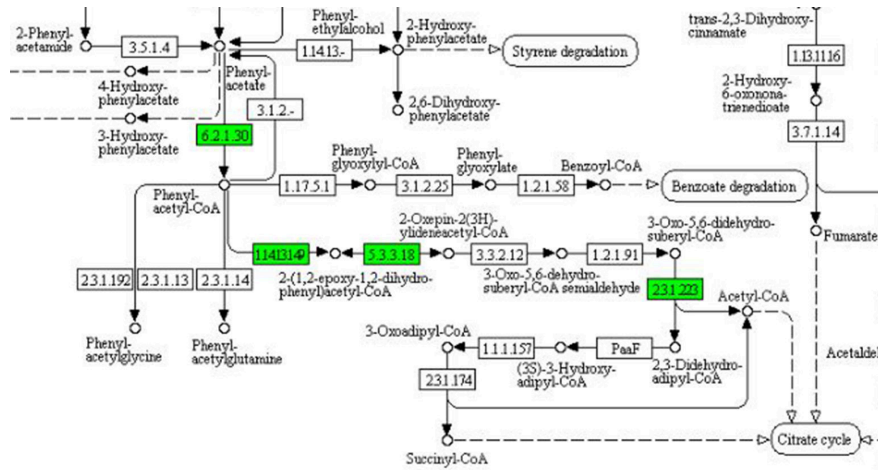 Phenyl-
ethylalcohol
trans-2,3-Dihydroxy-
cinnamate
2-Phenyl-
acetamide
3.5.1.4
1.14.13.-
2-Hydroxy-
phenylacetate
Styrene degradation
1.13.11.16
Phenyl-
acetate
4-Hydroxy-
phenylacetate
3.1.2.-
2,6-Dihydroxy-
phenylacetate
2-Hydroxy-
6-oxonona-
trienedioate
3-Hydroxy-
phenylacetate
6.2.1.30
3.7.1.14
Phenyl-
glyoxylyl-CoA
Phenyl-
glyoxylate
Benzoyl-CoA
Phenyl-
acetyl-CoA
1.17.5.1
3.1.2.25
1.2.1.58
Benzoate degradation
2-Oxepin-2(3H)-
ylideneacetyl-CoA
3-Oxo-5,6-didehydro-
suberyl-CoA
Fumarate
1.14.13.149
5.3.3.18
3.3.2.12
1.2.1.91
2.3.1.192
2.3.1.13
2.3.1.14
2-(1,2-epoxy-1,2-dihydro-
phenyl)acetyl-CoA
3-Oxo-5,6-dehydro-
suberyl-CoA semialdehyde
2.3.1.223
Acetyl-CoA
Phenyl-
acetylglycine
Phenyl-
acetylglutamine
3-Oxoadipyl-CoA
1.1.1.157
PaaF
(3S)-3-Hydroxy-
adipyl-CoA
2,3-Didehydro-
adipyl-CoA
Acetalde
2.3.1.174
Citrate cycle
Succinyl-CoA